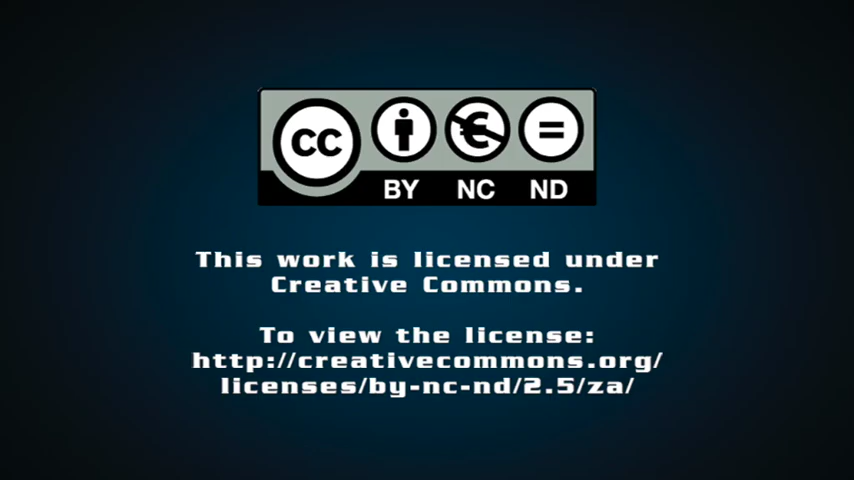 CC
BY NC ND
This work is licensed under
Creative Commons.
To view the license:
http://creativecommons.org/
licenses/by-nc-nd/2.5/za/